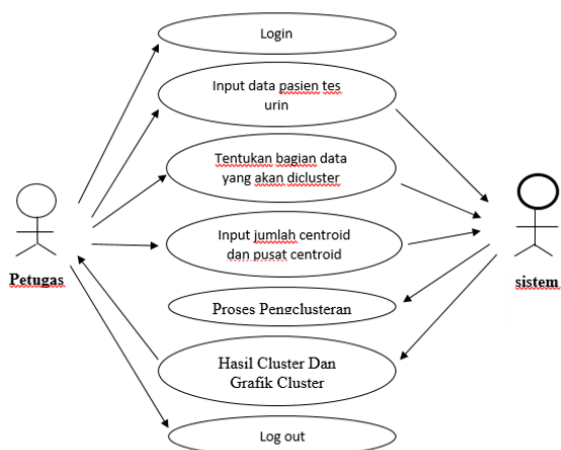 Login
Input data pasien tes
urin
Tentukan bagian data
yang akan dicluster
Input jumlah centroid
dan pusat centroid
Petugas
sistem
Proses Pengclusteran
Hasil Cluster Dan
Grafik Cluster
Log out